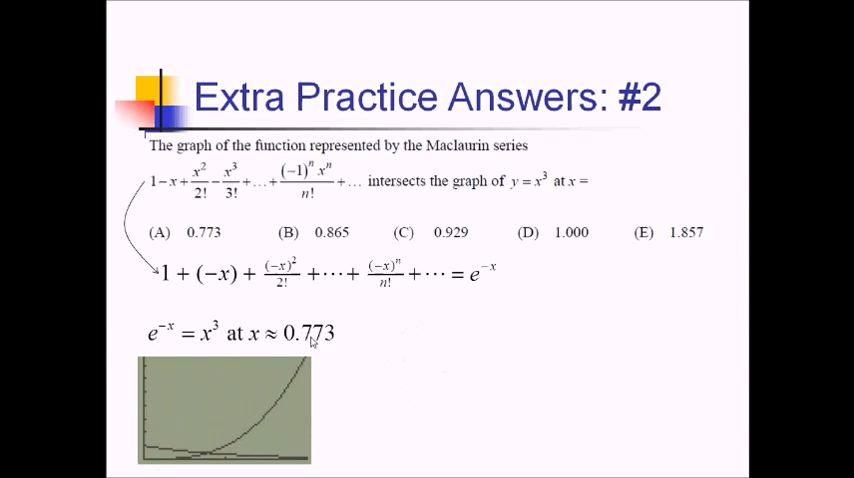 Extra Practice Answers: #2
The graph of the function represented by the Maclaurin series
1 − x + x²/2! − x³/3! + … + (−1)ⁿ xⁿ/n! + … intersects the graph of y = x³ at x =
(A) 0.773 (B) 0.865 (C) 0.929 (D) 1.000 (E) 1.857
1 + (−x) + (−x)²/2! + ⋯ + (−x)ⁿ/n! + ⋯ = e⁻ˣ
e⁻ˣ = x³ at x ≈ 0.773